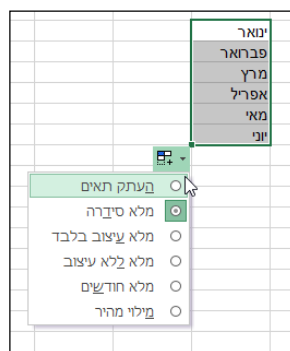 ינואר
פברואר
מרץ
אפריל
מאי
יוני
העתק תאים
מלא סידרה
מלא עיצוב בלבד
מלא ללא עיצוב
מלא חודשים
מילוי מהיר